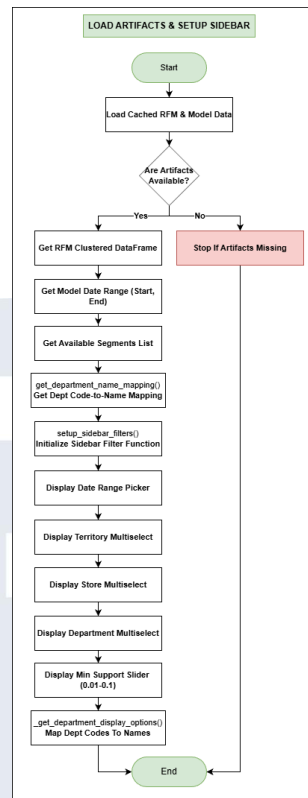 LOAD ARTIFACTS & SETUP SIDEBAR
Start
Load Cached RFM & Model Data
Are Artifacts
Available?
Yes
No
Get RFM Clustered DataFrame
Stop If Artifacts Missing
Get Model Date Range (Start,
End)
Get Available Segments List
get_department_name_mapping()
Get Dept Code-to-Name Mapping
setup_sidebar_filters()
Initialize Sidebar Filter Function
Display Date Range Picker
Display Territory Multiselect
Display Store Multiselect
Display Department Multiselect
Display Min Support Slider
(0.01-0.1)
_get_department_display_options()
Map Dept Codes To Names
End